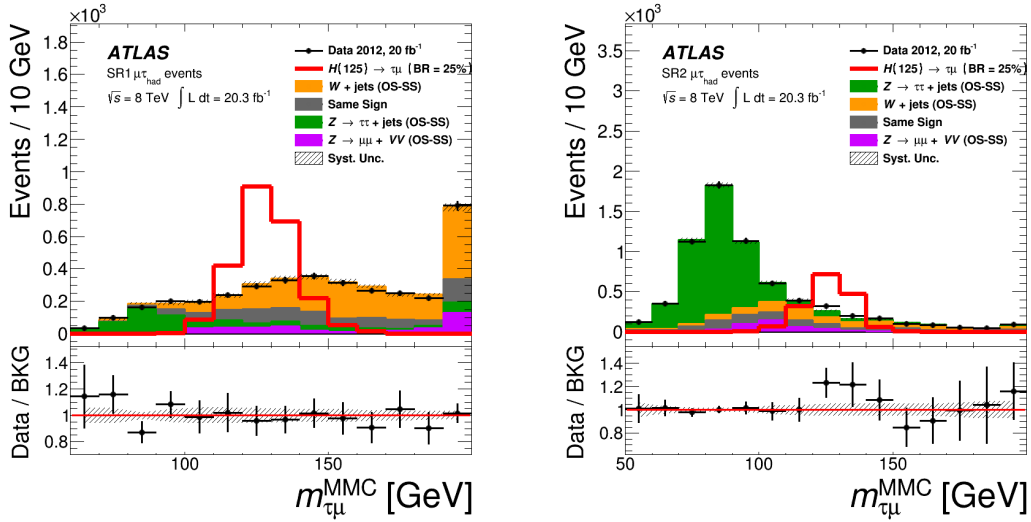 ×10³
1.8
1.6
1.4
1.2
1
0.8
0.6
0.4
0.2
0
Events / 10 GeV
ATLAS
SR1 μτhad events
√s = 8 TeV ∫ L dt = 20.3 fb⁻¹
Data 2012, 20 fb⁻¹
H(125) → τμ (BR = 25%)
W + jets (OS-SS)
Same Sign
Z → ττ + jets (OS-SS)
Z → μμ + VV (OS-SS)
Syst. Unc.
Data / BKG
1.4
1.2
1
0.8
100
150
m^MMC_τμ [GeV]
×10³
3.5
3
2.5
2
1.5
1
0.5
0
Events / 10 GeV
ATLAS
SR2 μτhad events
√s = 8 TeV ∫ L dt = 20.3 fb⁻¹
Data 2012, 20 fb⁻¹
H(125) → τμ (BR = 25%)
Z → ττ + jets (OS-SS)
W + jets (OS-SS)
Same Sign
Z → μμ + VV (OS-SS)
Syst. Unc.
Data / BKG
1.4
1.2
1
0.8
50
100
150
m^MMC_τμ [GeV]